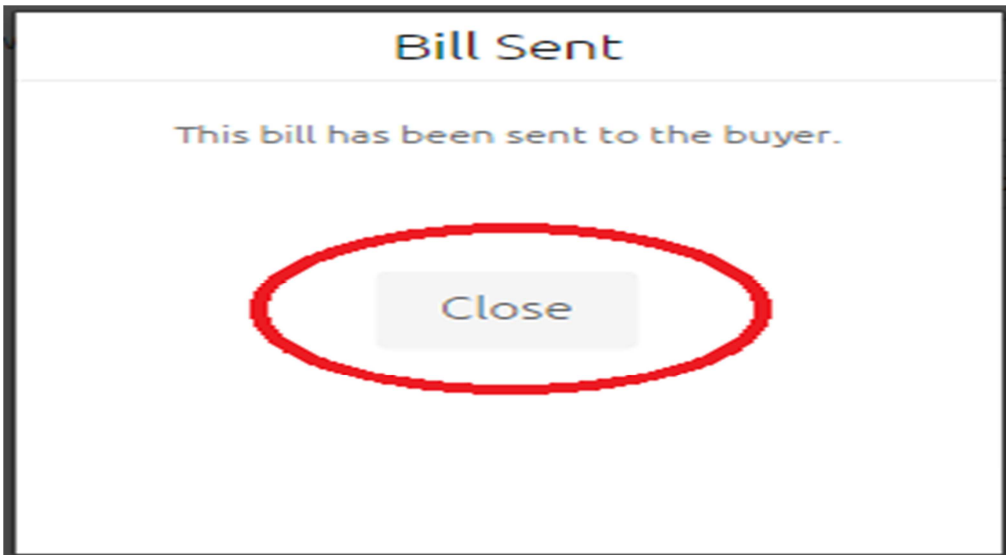 Bill Sent
This bill has been sent to the buyer.
Close